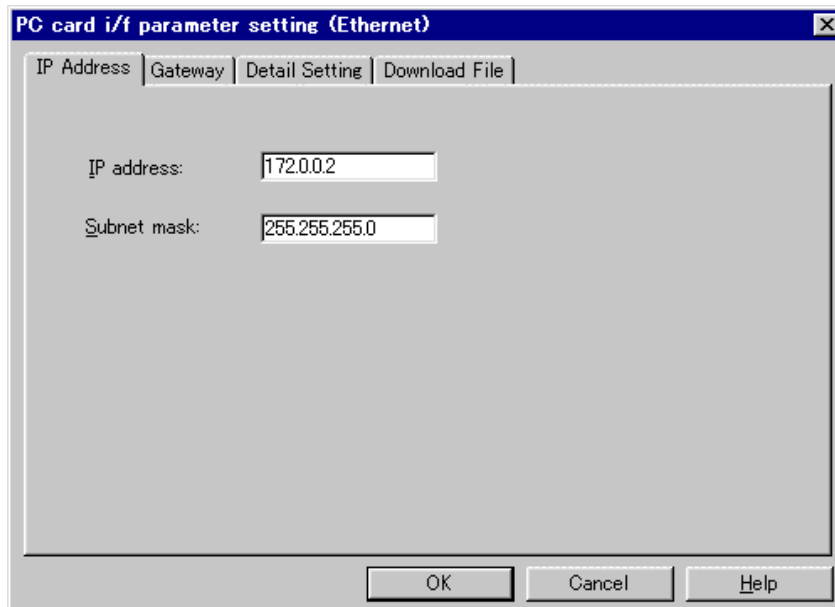 PC card i/f parameter setting (Ethernet)
IP Address Gateway Detail Setting Download File
IP address: 172.0.0.2
Subnet mask: 255.255.255.0
OK Cancel Help